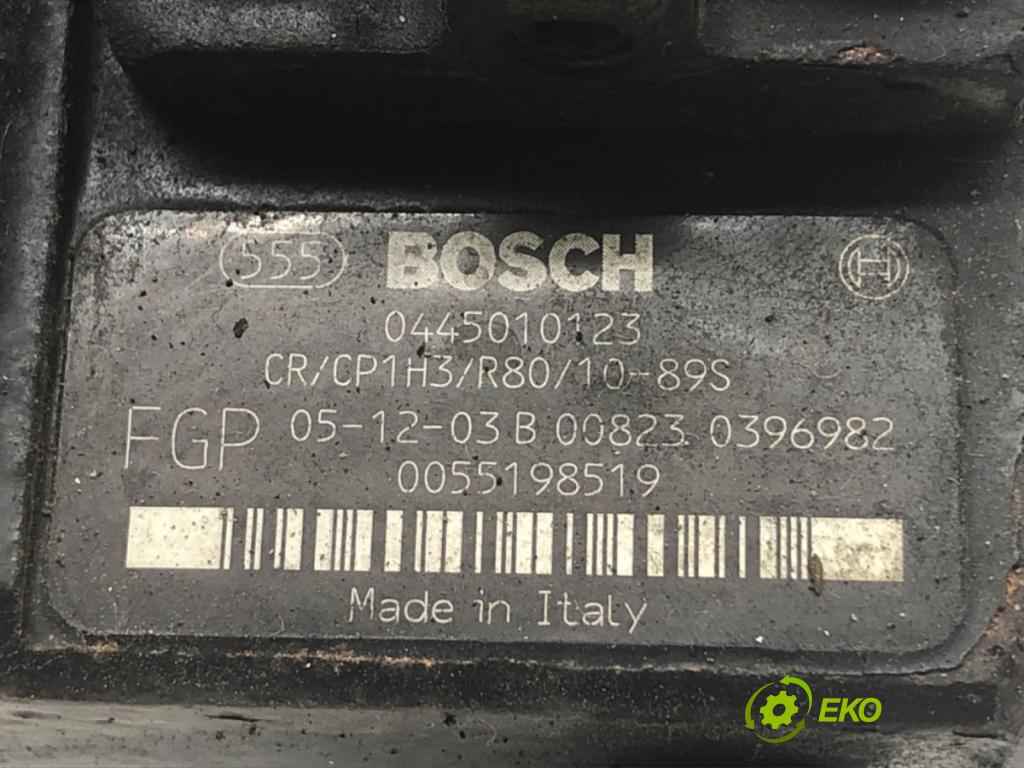 555 BOSCH H
0445010123
CR/CP1H3/R80/10-89S
FGP 05-12-03 B 00823 0396982
0055198519
Made in Italy
EKO